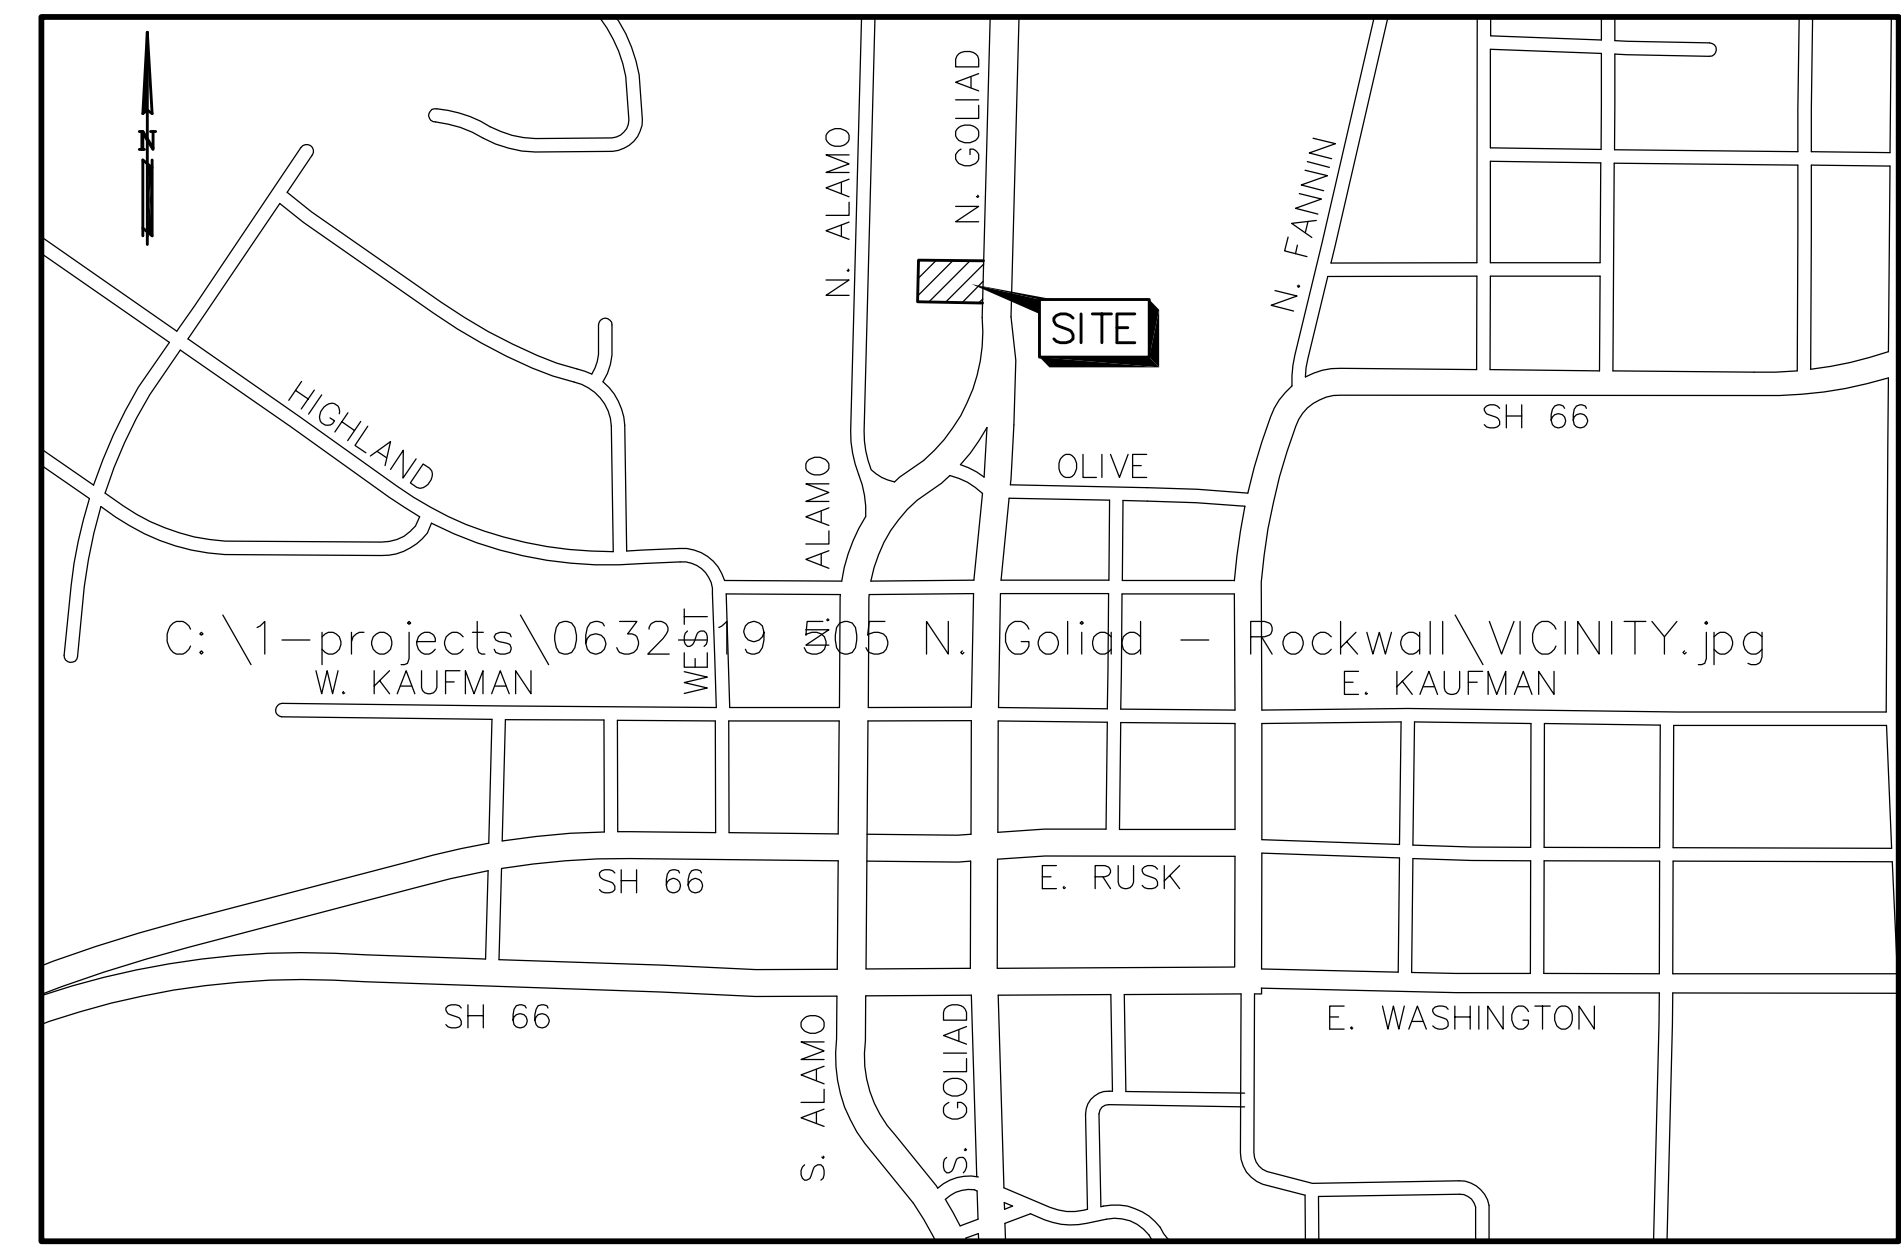 N
N. ALAMO
N. GOLIAD
N. FANNIN
SITE
HIGHLAND
SH 66
OLIVE
N. ALAMO
WEST
C:\1-projects\0632-19 505 N. Goliad - Rockwall\VICINITY.jpg
W. KAUFMAN
E. KAUFMAN
SH 66
E. RUSK
SH 66
E. WASHINGTON
S. ALAMO
S. GOLIAD